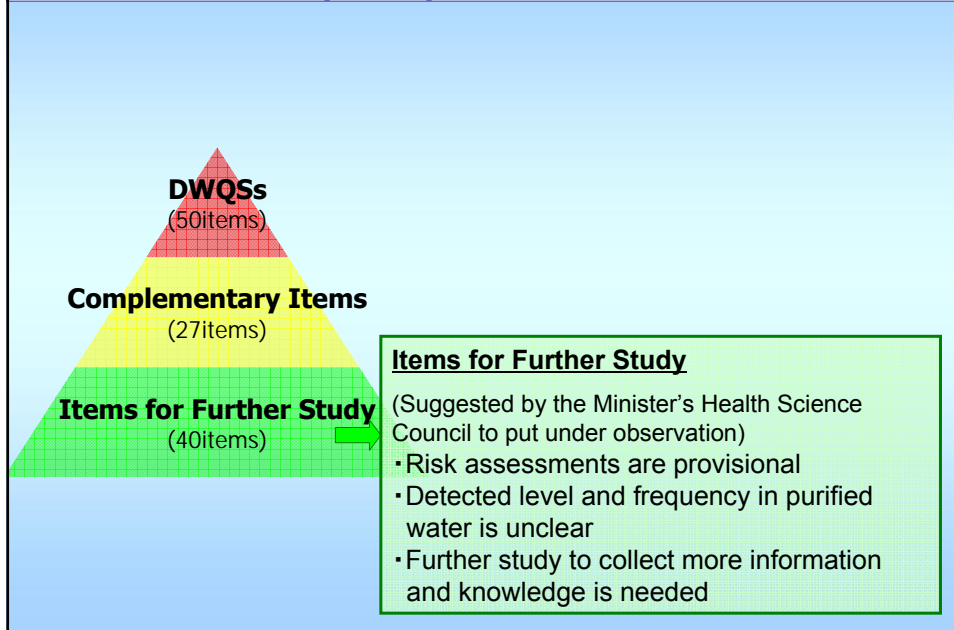 DWQSs
(50items)
Complementary Items
(27items)
Items for Further Study
(40items)
Items for Further Study
(Suggested by the Minister's Health Science
Council to put under observation)
・Risk assessments are provisional
・Detected level and frequency in purified
water is unclear
・Further study to collect more information
and knowledge is needed